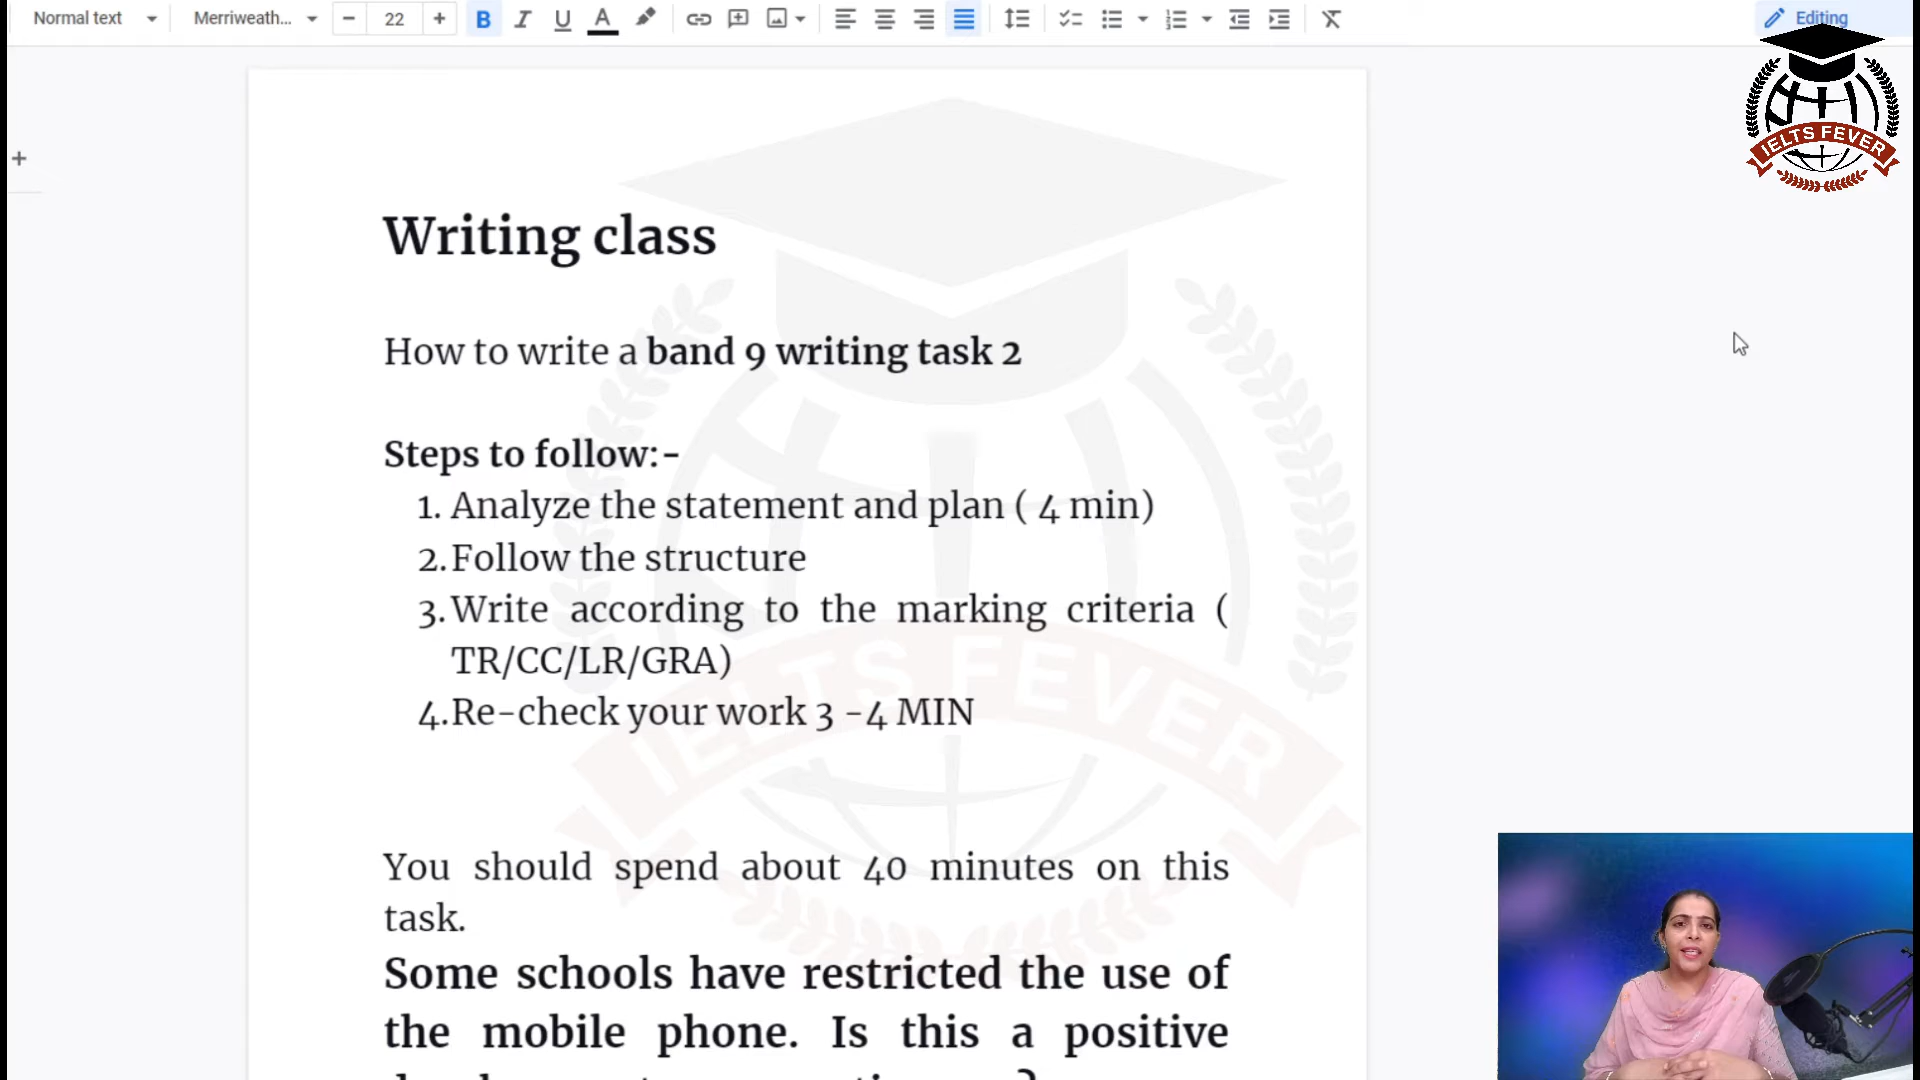 Normal text
Merriweath...
22
B
I
U
A
Editing
IELTS FEVER
Writing class
How to write a band 9 writing task 2
Steps to follow:-
1. Analyze the statement and plan ( 4 min)
2. Follow the structure
3. Write according to the marking criteria (
TR/CC/LR/GRA)
4. Re-check your work 3 -4 MIN
IELTS FEVER
You should spend about 40 minutes on this
task.
Some schools have restricted the use of
the mobile phone. Is this a positive